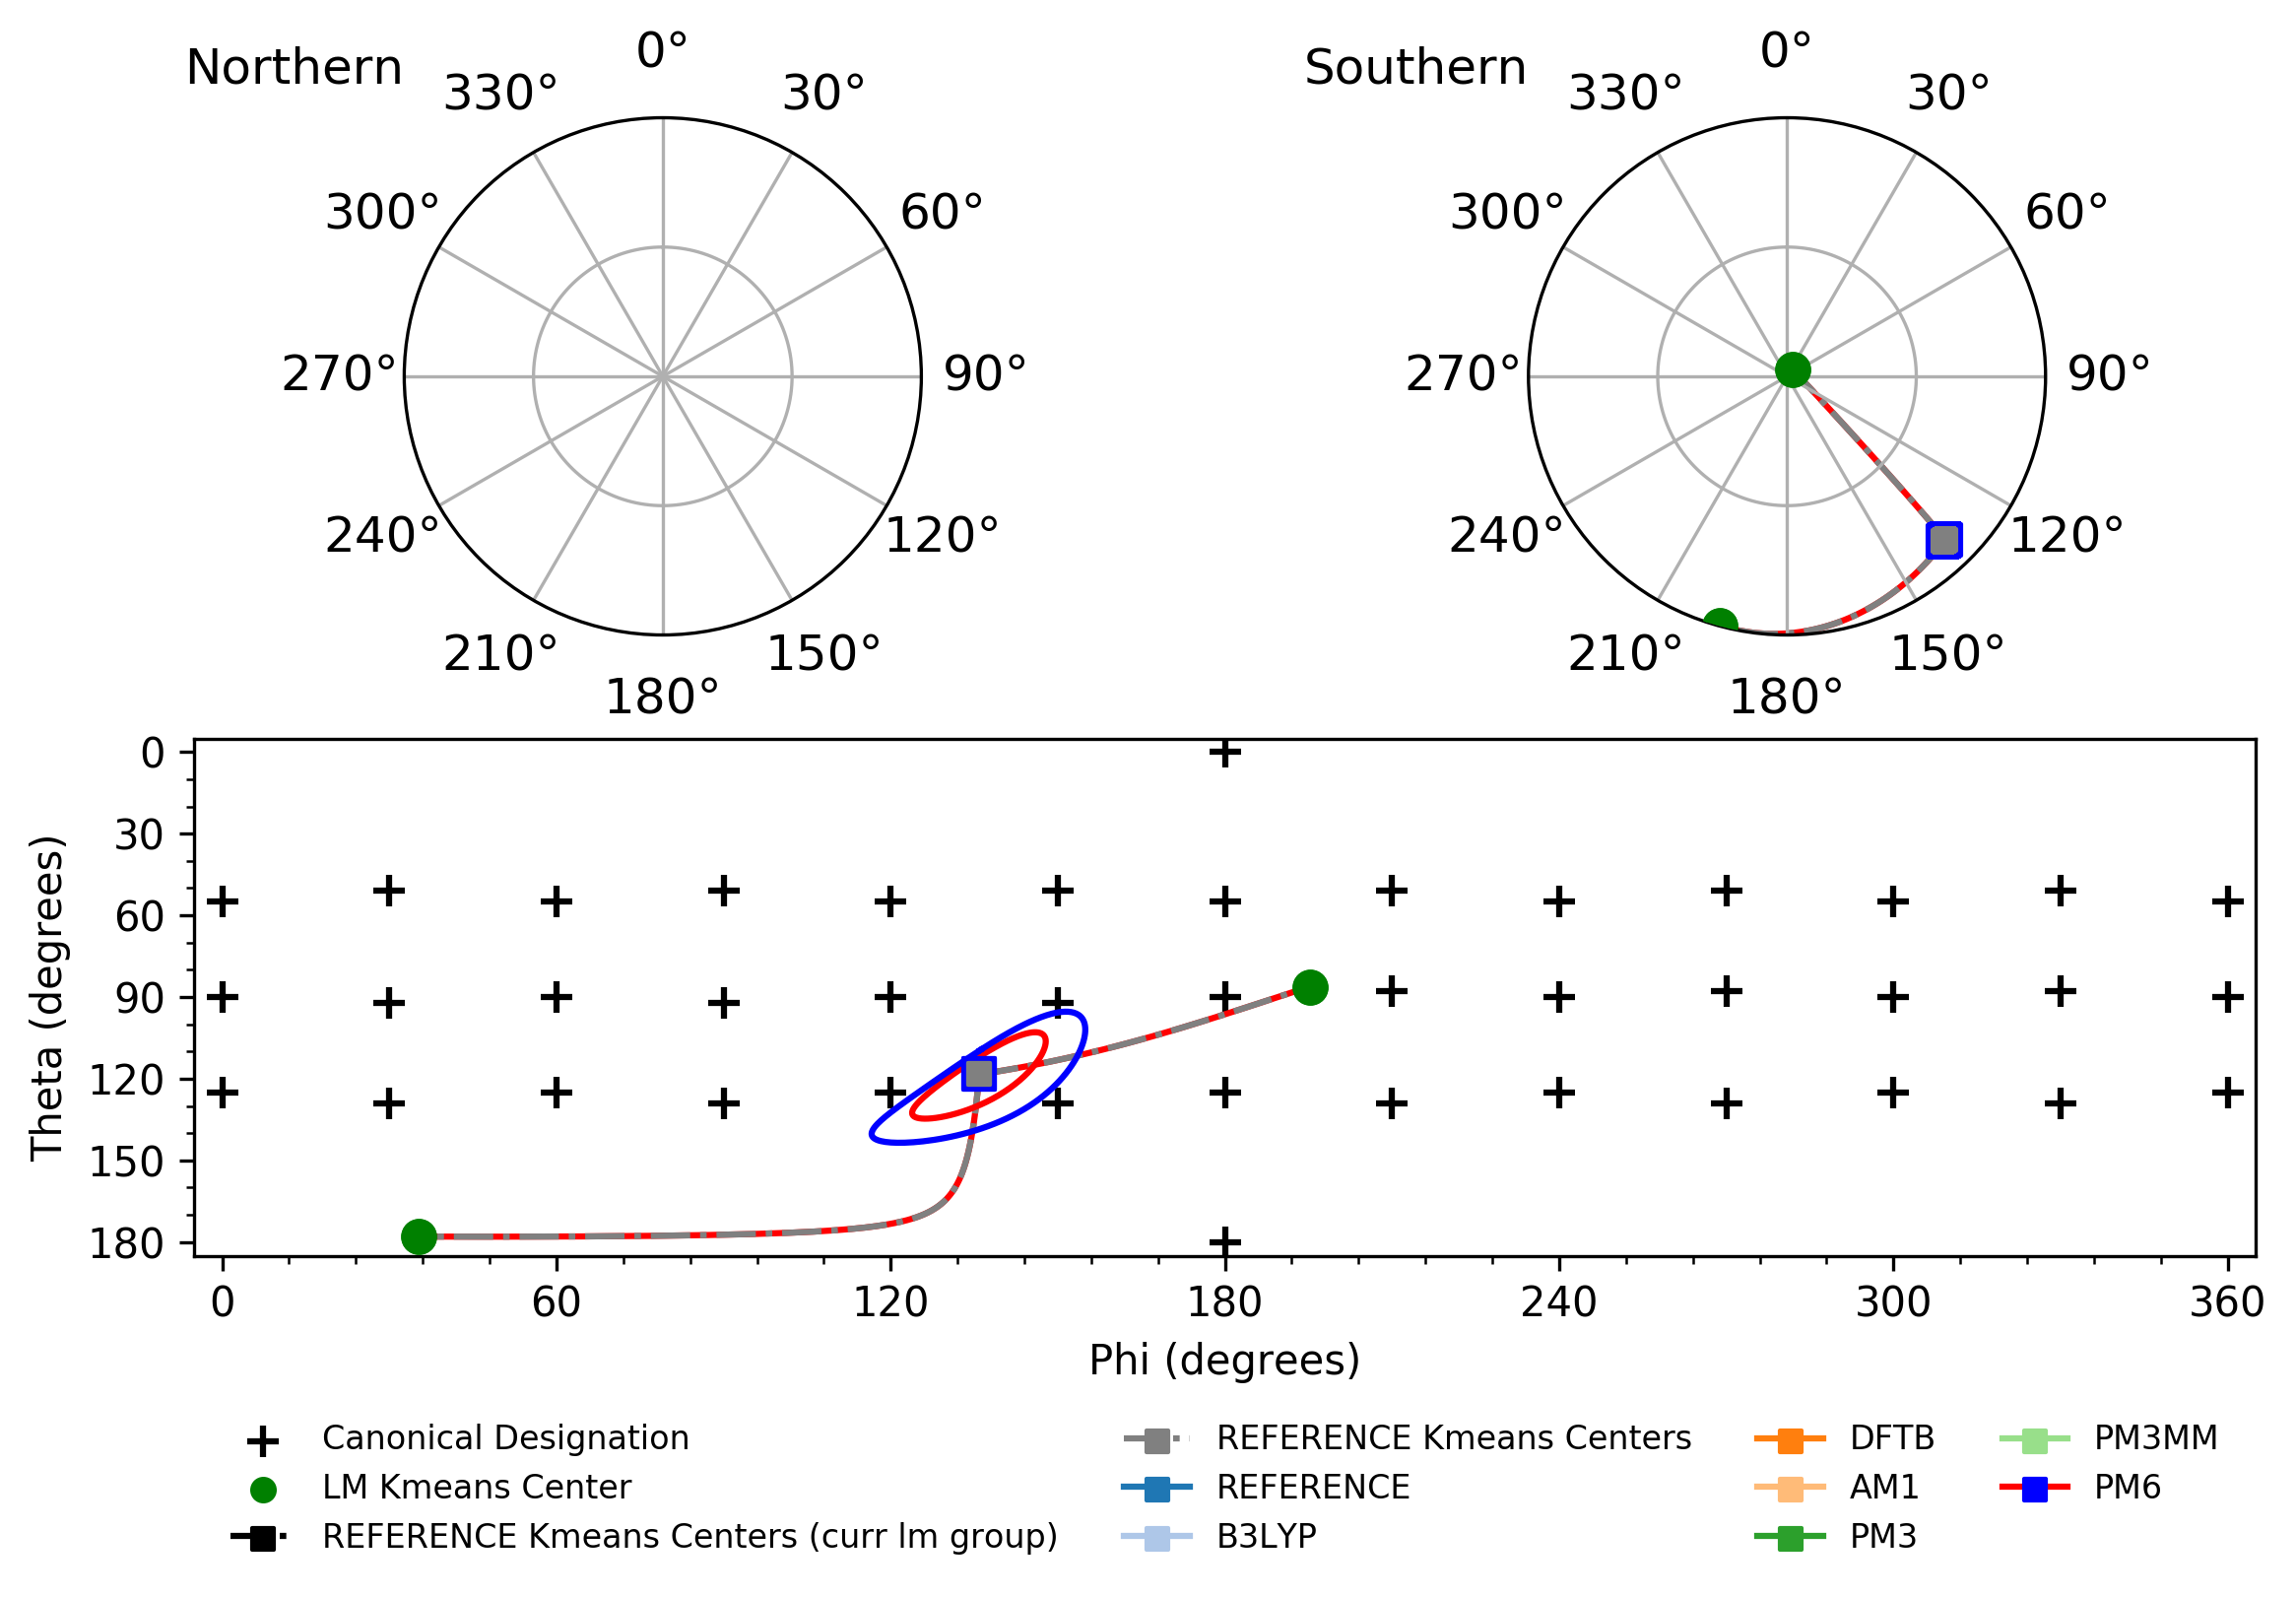 Northern
0°
330°
30°
300°
60°
270°
90°
240°
120°
210°
150°
180°
Southern
0°
330°
30°
300°
60°
270°
90°
240°
120°
210°
150°
180°
Theta (degrees)
0
30
60
90
120
150
180
0 60 120 180 240 300 360
Phi (degrees)
Canonical Designation
LM Kmeans Center
REFERENCE Kmeans Centers (curr lm group)
REFERENCE Kmeans Centers
REFERENCE
B3LYP
DFTB
AM1
PM3
PM3MM
PM6